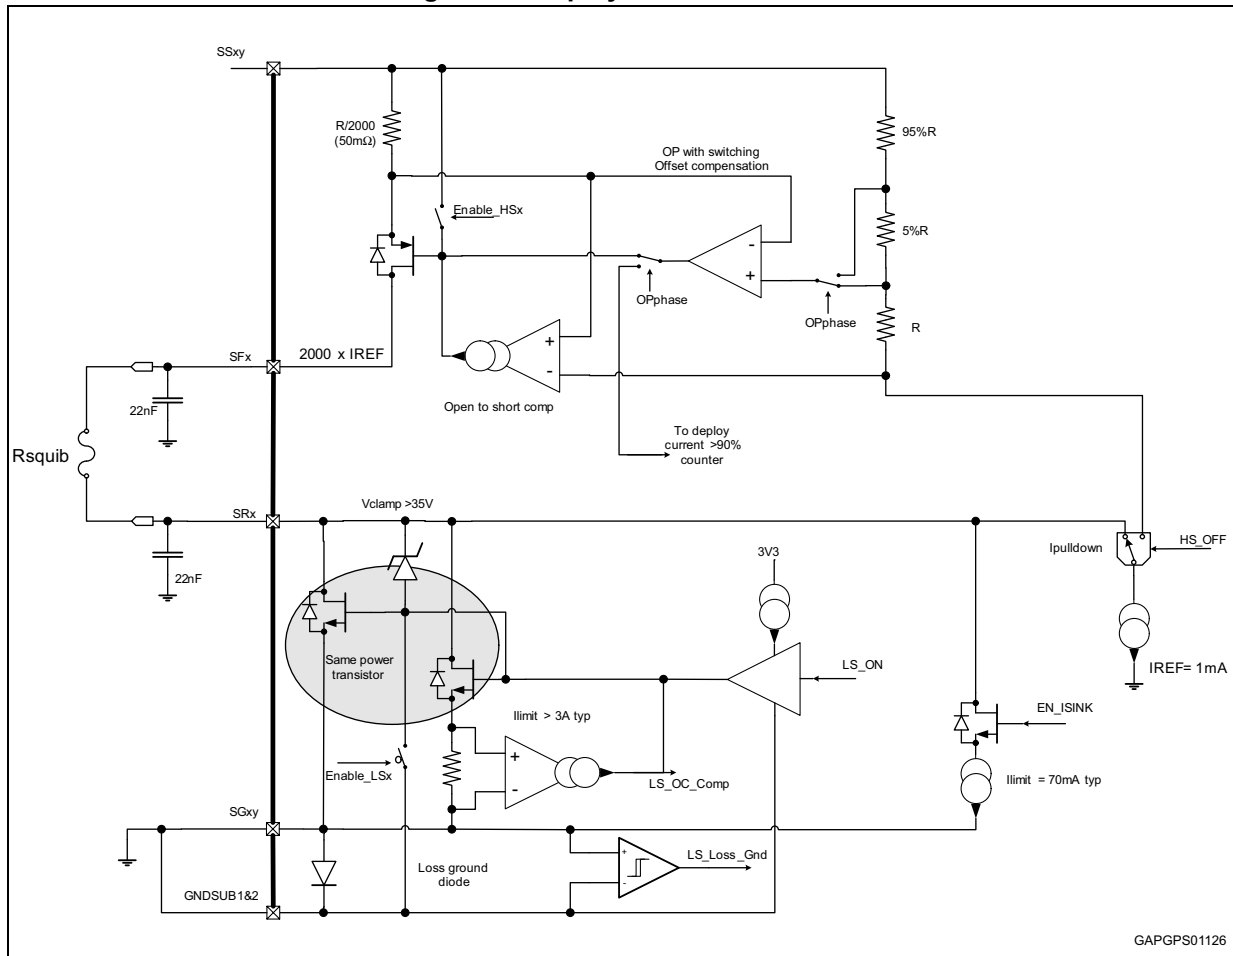 SSxy
R/2000
(50mΩ)
95%R
OP with switching
Offset compensation
Enable_HSx
5%R
-
+
OPphase
OPphase
R
SFx
2000 x IREF
+
-
22nF
Open to short comp
To deploy
current >90%
counter
Rsquib
Vclamp >35V
SRx
3V3
Ipulldown
HS_OFF
22nF
Same power
transistor
LS_ON
IREF= 1mA
Ilimit > 3A typ
EN_ISINK
+
-
Enable_LSx
LS_OC_Comp
Ilimit = 70mA typ
SGxy
+
-
LS_Loss_Gnd
Loss ground
diode
GNDSUB1&2
GAPGPS01126